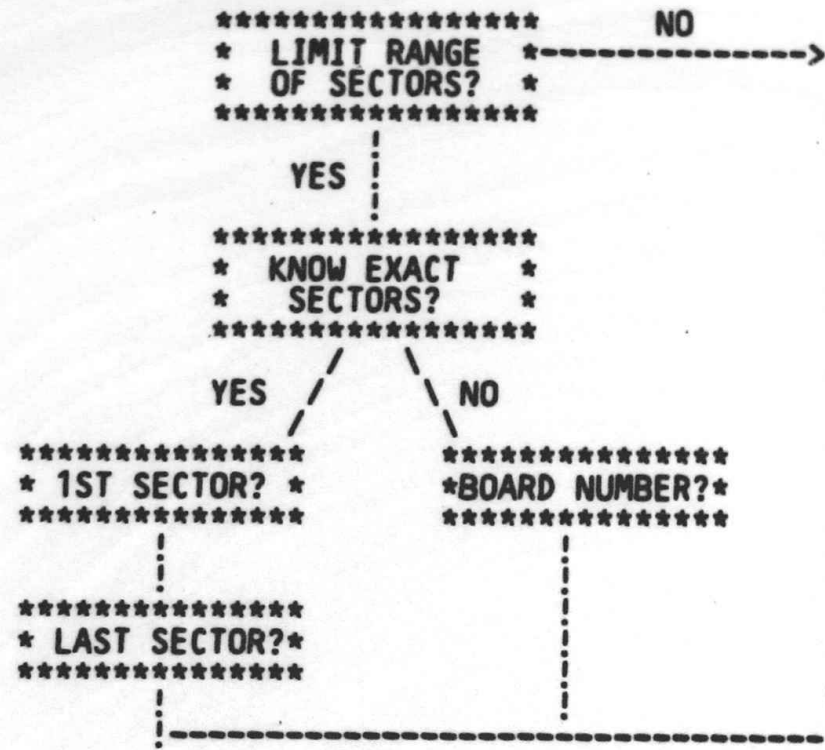 NO
LIMIT RANGE
OF SECTORS?
YES
KNOW EXACT
SECTORS?
YES NO
1ST SECTOR? BOARD NUMBER?
LAST SECTOR?